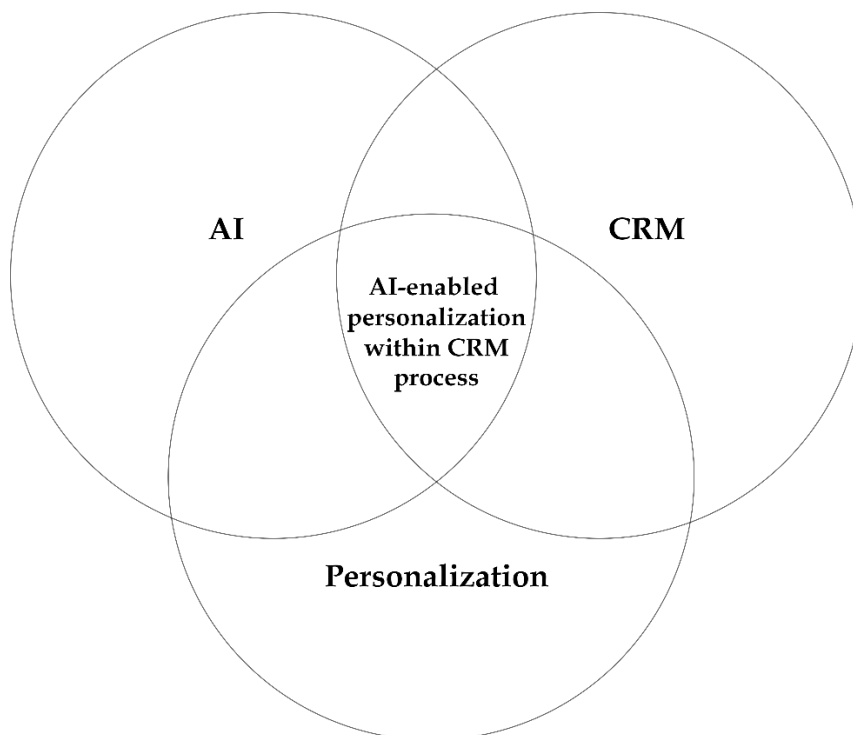 AI
CRM
AI-enabled
personalization
within CRM
process
Personalization